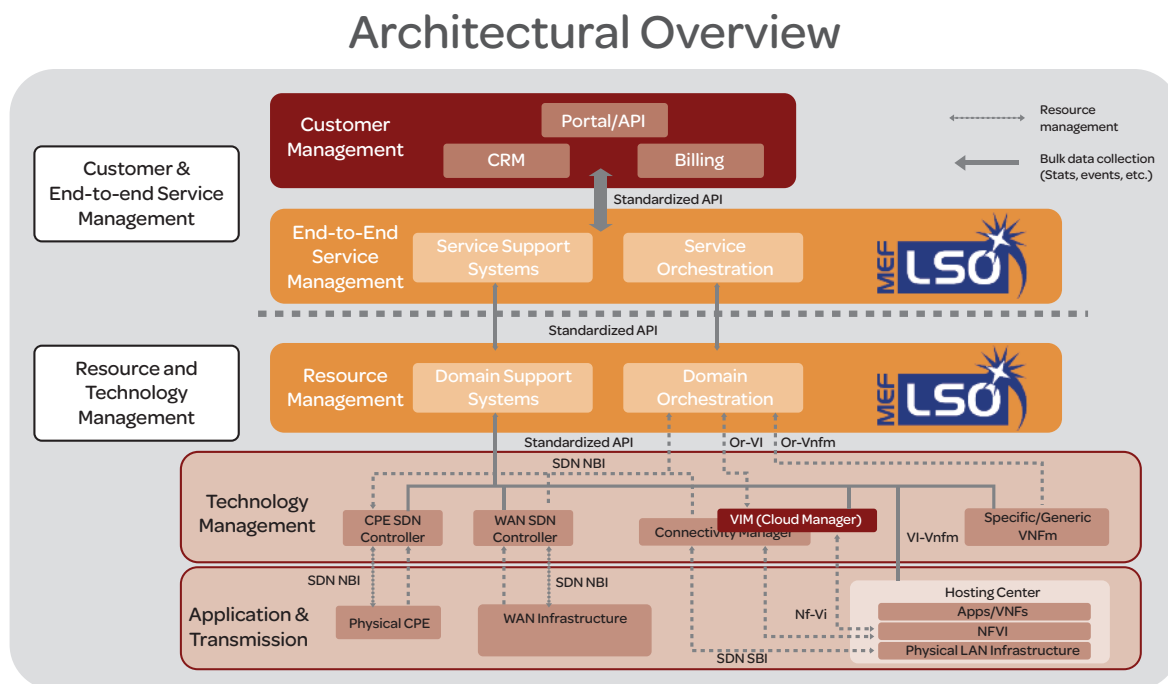 Architectural Overview
Customer
Management
Portal/API
CRM
Billing
Resource
management
Bulk data collection
(Stats, events, etc.)
Customer &
End-to-end Service
Management
Standardized API
End-to-End
Service
Management
Service Support
Systems
Service
Orchestration
MEF
LSO
Standardized API
Resource and
Technology
Management
Resource
Management
Domain Support
Systems
Domain
Orchestration
MEF
LSO
Standardized API
Or-VI
Or-Vnfm
SDN NBI
Technology
Management
CPE SDN
Controller
WAN SDN
Controller
VIM (Cloud Manager)
Connectivity Manager
VI-Vnfm
Specific/Generic
VNFm
SDN NBI
SDN NBI
Application &
Transmission
Physical CPE
WAN Infrastructure
Nf-Vi
SDN SBI
Hosting Center
Apps/VNFs
NFVI
Physical LAN Infrastructure